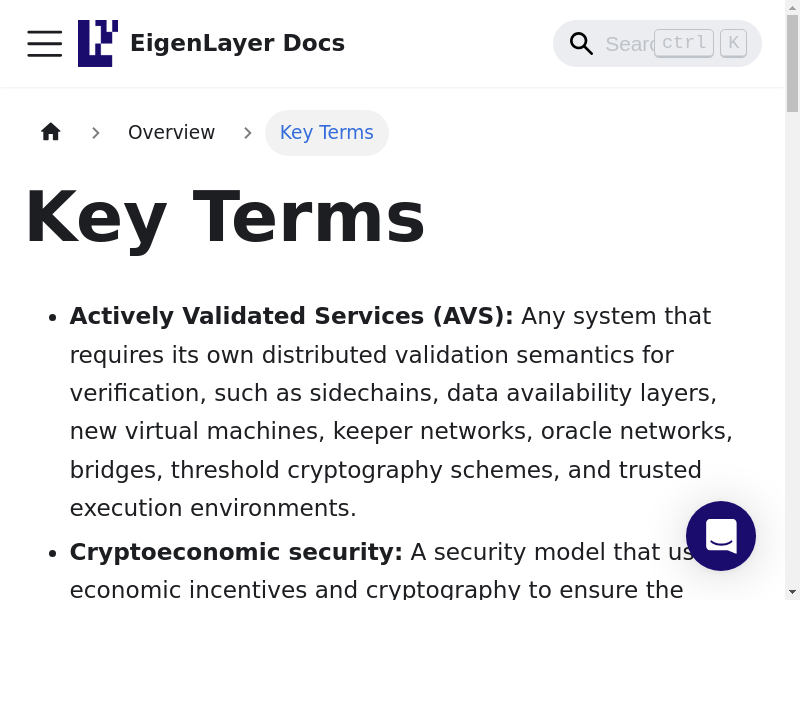 EigenLayer Docs
Searc ctrl K
Overview
Key Terms
Key Terms
Actively Validated Services (AVS): Any system that
requires its own distributed validation semantics for
verification, such as sidechains, data availability layers,
new virtual machines, keeper networks, oracle networks,
bridges, threshold cryptography schemes, and trusted
execution environments.
Cryptoeconomic security: A security model that us
economic incentives and cryptography to ensure the